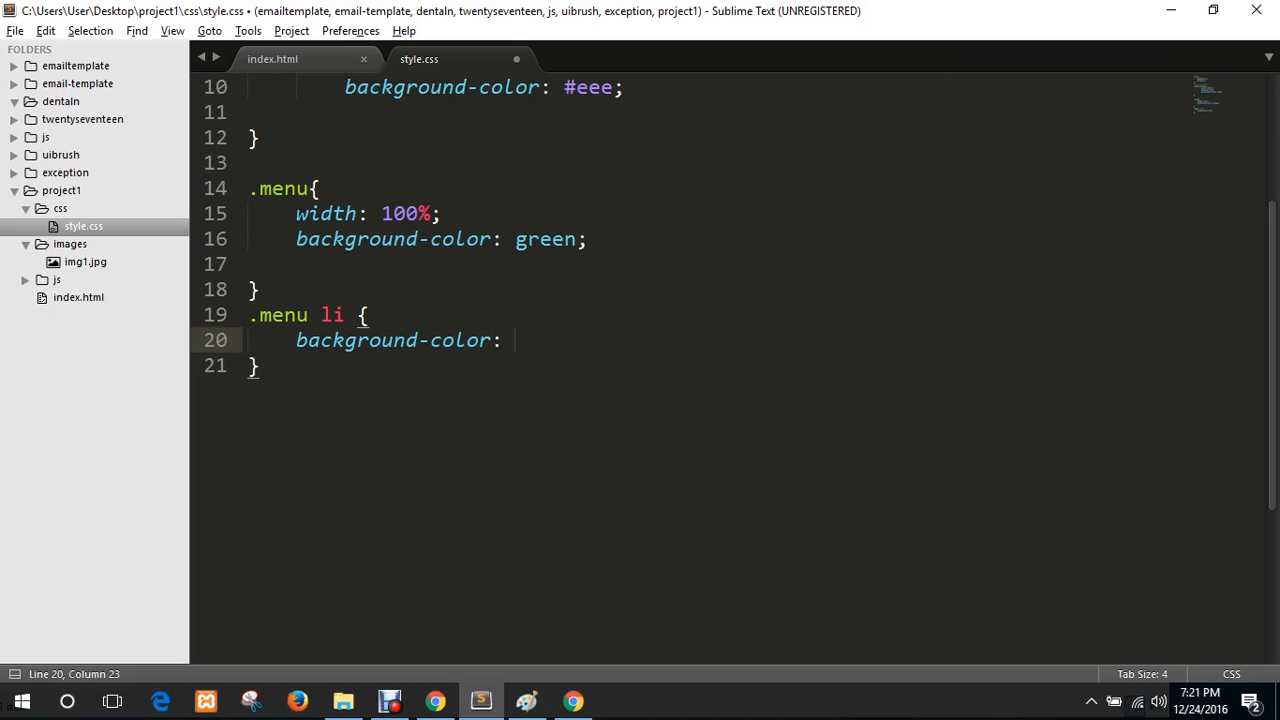 C:\Users\User\Desktop\project1\css\style.css • (emailtemplate, email-template, dentaln, twentyseventeen, js, uibrush, exception, project1) - Sublime Text (UNREGISTERED)
File Edit Selection Find View Goto Tools Project Preferences Help
FOLDERS
emailtemplate
email-template
dentaln
twentyseventeen
js
uibrush
exception
project1
css
style.css
images
img1.jpg
js
index.html
index.html × style.css
10 background-color: #eee;
11
12 }
13
14 .menu{
15 width: 100%;
16 background-color: green;
17
18 }
19 .menu li {
20 background-color:
21 }
Line 20, Column 23 Tab Size: 4 CSS
7:21 PM
12/24/2016
2